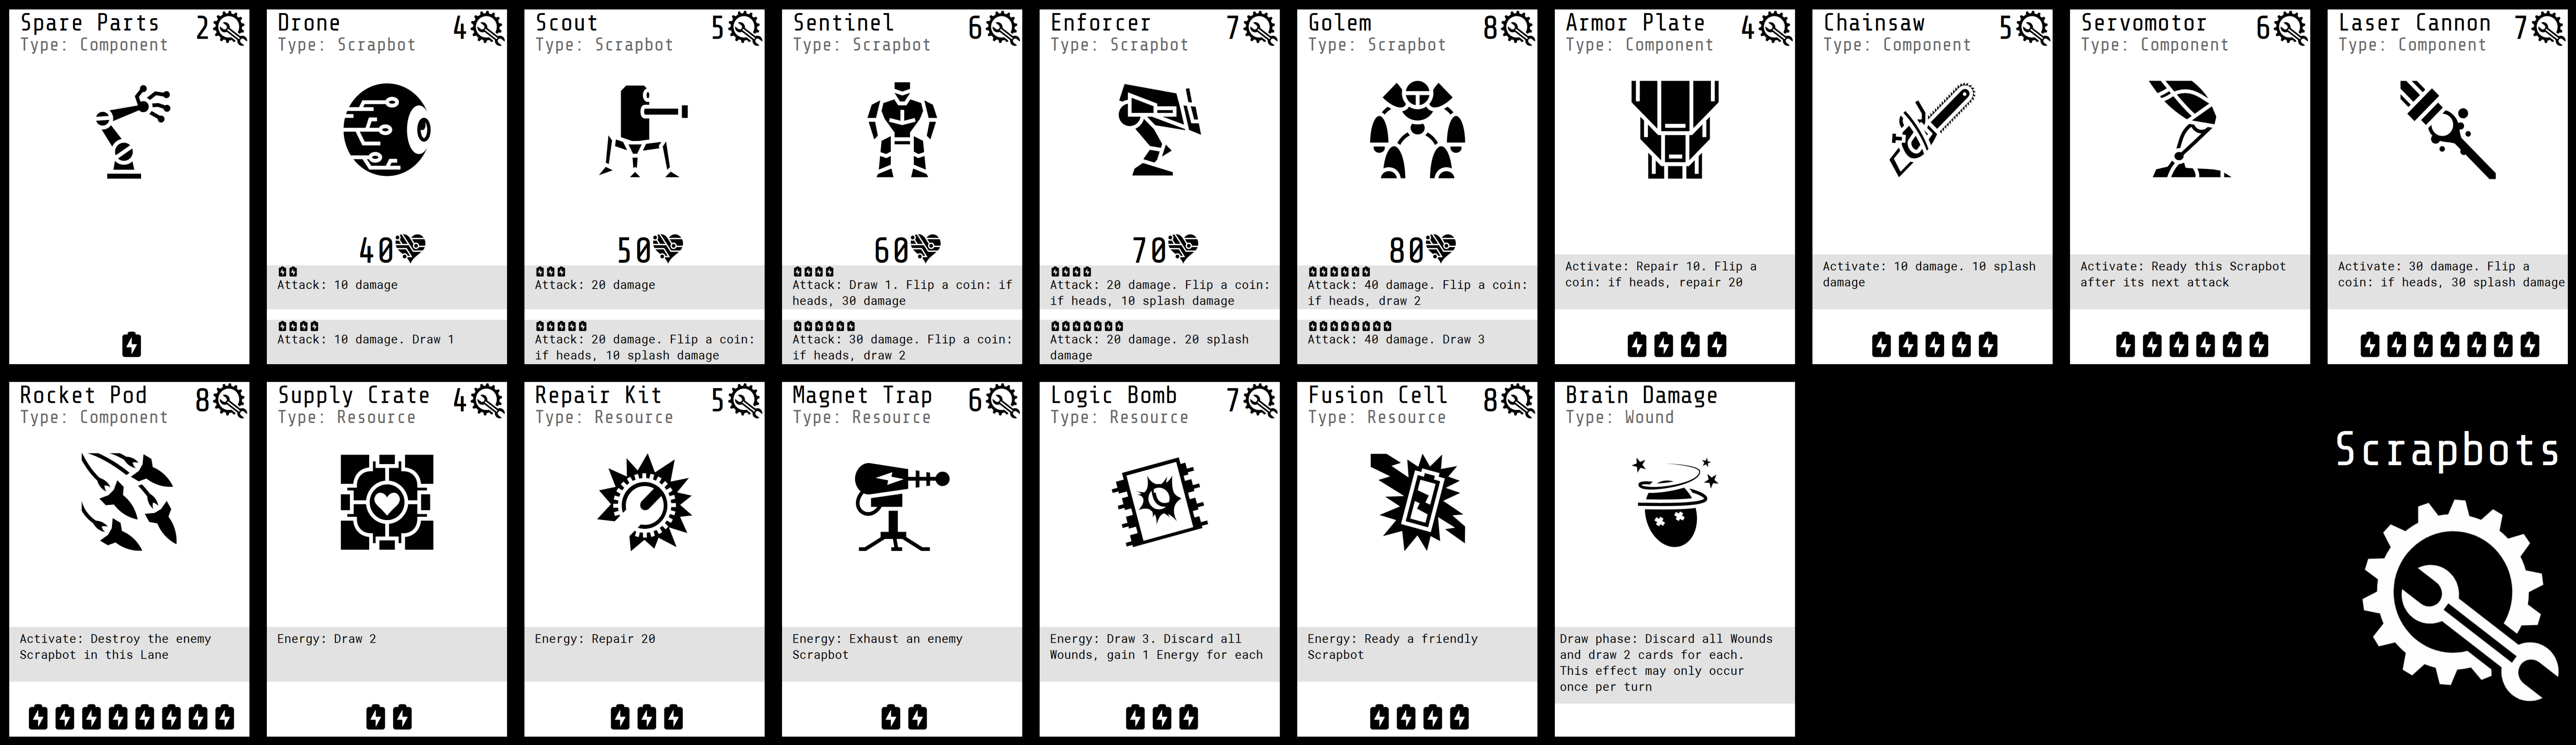 Spare Parts
2
Type: Component
Drone
4
Type: Scrapbot
40
Attack: 10 damage
Attack: 10 damage. Draw 1
Scout
5
Type: Scrapbot
50
Attack: 20 damage
Attack: 20 damage. Flip a coin:
if heads, 10 splash damage
Sentinel
6
Type: Scrapbot
60
Attack: Draw 1. Flip a coin: if
heads, 30 damage
Attack: 30 damage. Flip a coin:
if heads, draw 2
Enforcer
7
Type: Scrapbot
70
Attack: 20 damage. Flip a coin:
if heads, 10 splash damage
Attack: 20 damage. 20 splash
damage
Golem
8
Type: Scrapbot
80
Attack: 40 damage. Flip a coin:
if heads, draw 2
Attack: 40 damage. Draw 3
Armor Plate
4
Type: Component
Activate: Repair 10. Flip a
coin: if heads, repair 20
Chainsaw
5
Type: Component
Activate: 10 damage. 10 splash
damage
Servomotor
6
Type: Component
Activate: Ready this Scrapbot
after its next attack
Laser Cannon
7
Type: Component
Activate: 30 damage. Flip a
coin: if heads, 30 splash damage
Rocket Pod
8
Type: Component
Activate: Destroy the enemy
Scrapbot in this Lane
Supply Crate
4
Type: Resource
Energy: Draw 2
Repair Kit
5
Type: Resource
Energy: Repair 20
Magnet Trap
6
Type: Resource
Energy: Exhaust an enemy
Scrapbot
Logic Bomb
7
Type: Resource
Energy: Draw 3. Discard all
Wounds, gain 1 Energy for each
Fusion Cell
8
Type: Resource
Energy: Ready a friendly
Scrapbot
Brain Damage
Type: Wound
Draw phase: Discard all Wounds
and draw 2 cards for each.
This effect may only occur
once per turn
Scrapbots